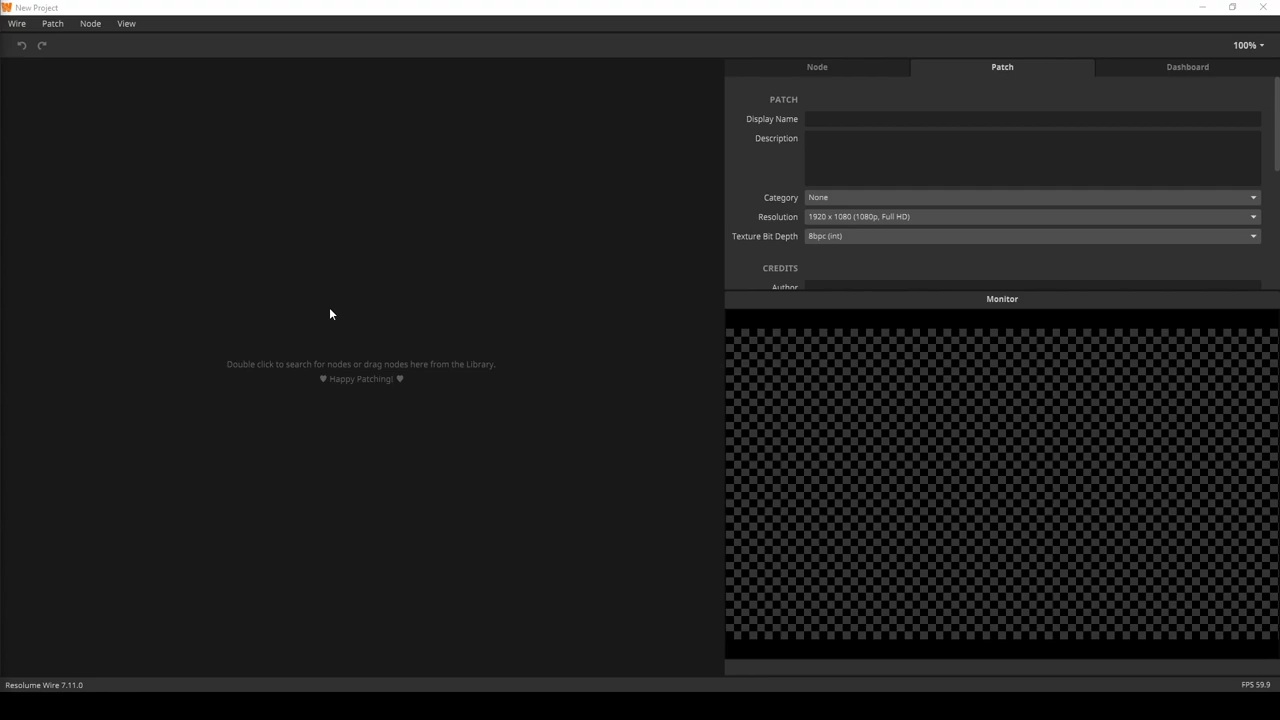 New Project
Wire Patch Node View
100%
Node Patch Dashboard
PATCH
Display Name
Description
Category None
Resolution 1920 x 1080 (1080p, Full HD)
Texture Bit Depth 8bpc (int)
CREDITS
Author
Monitor
Double click to search for nodes or drag nodes here from the Library.
♥ Happy Patching! ♥
Resolume Wire 7.11.0
FPS 59.9